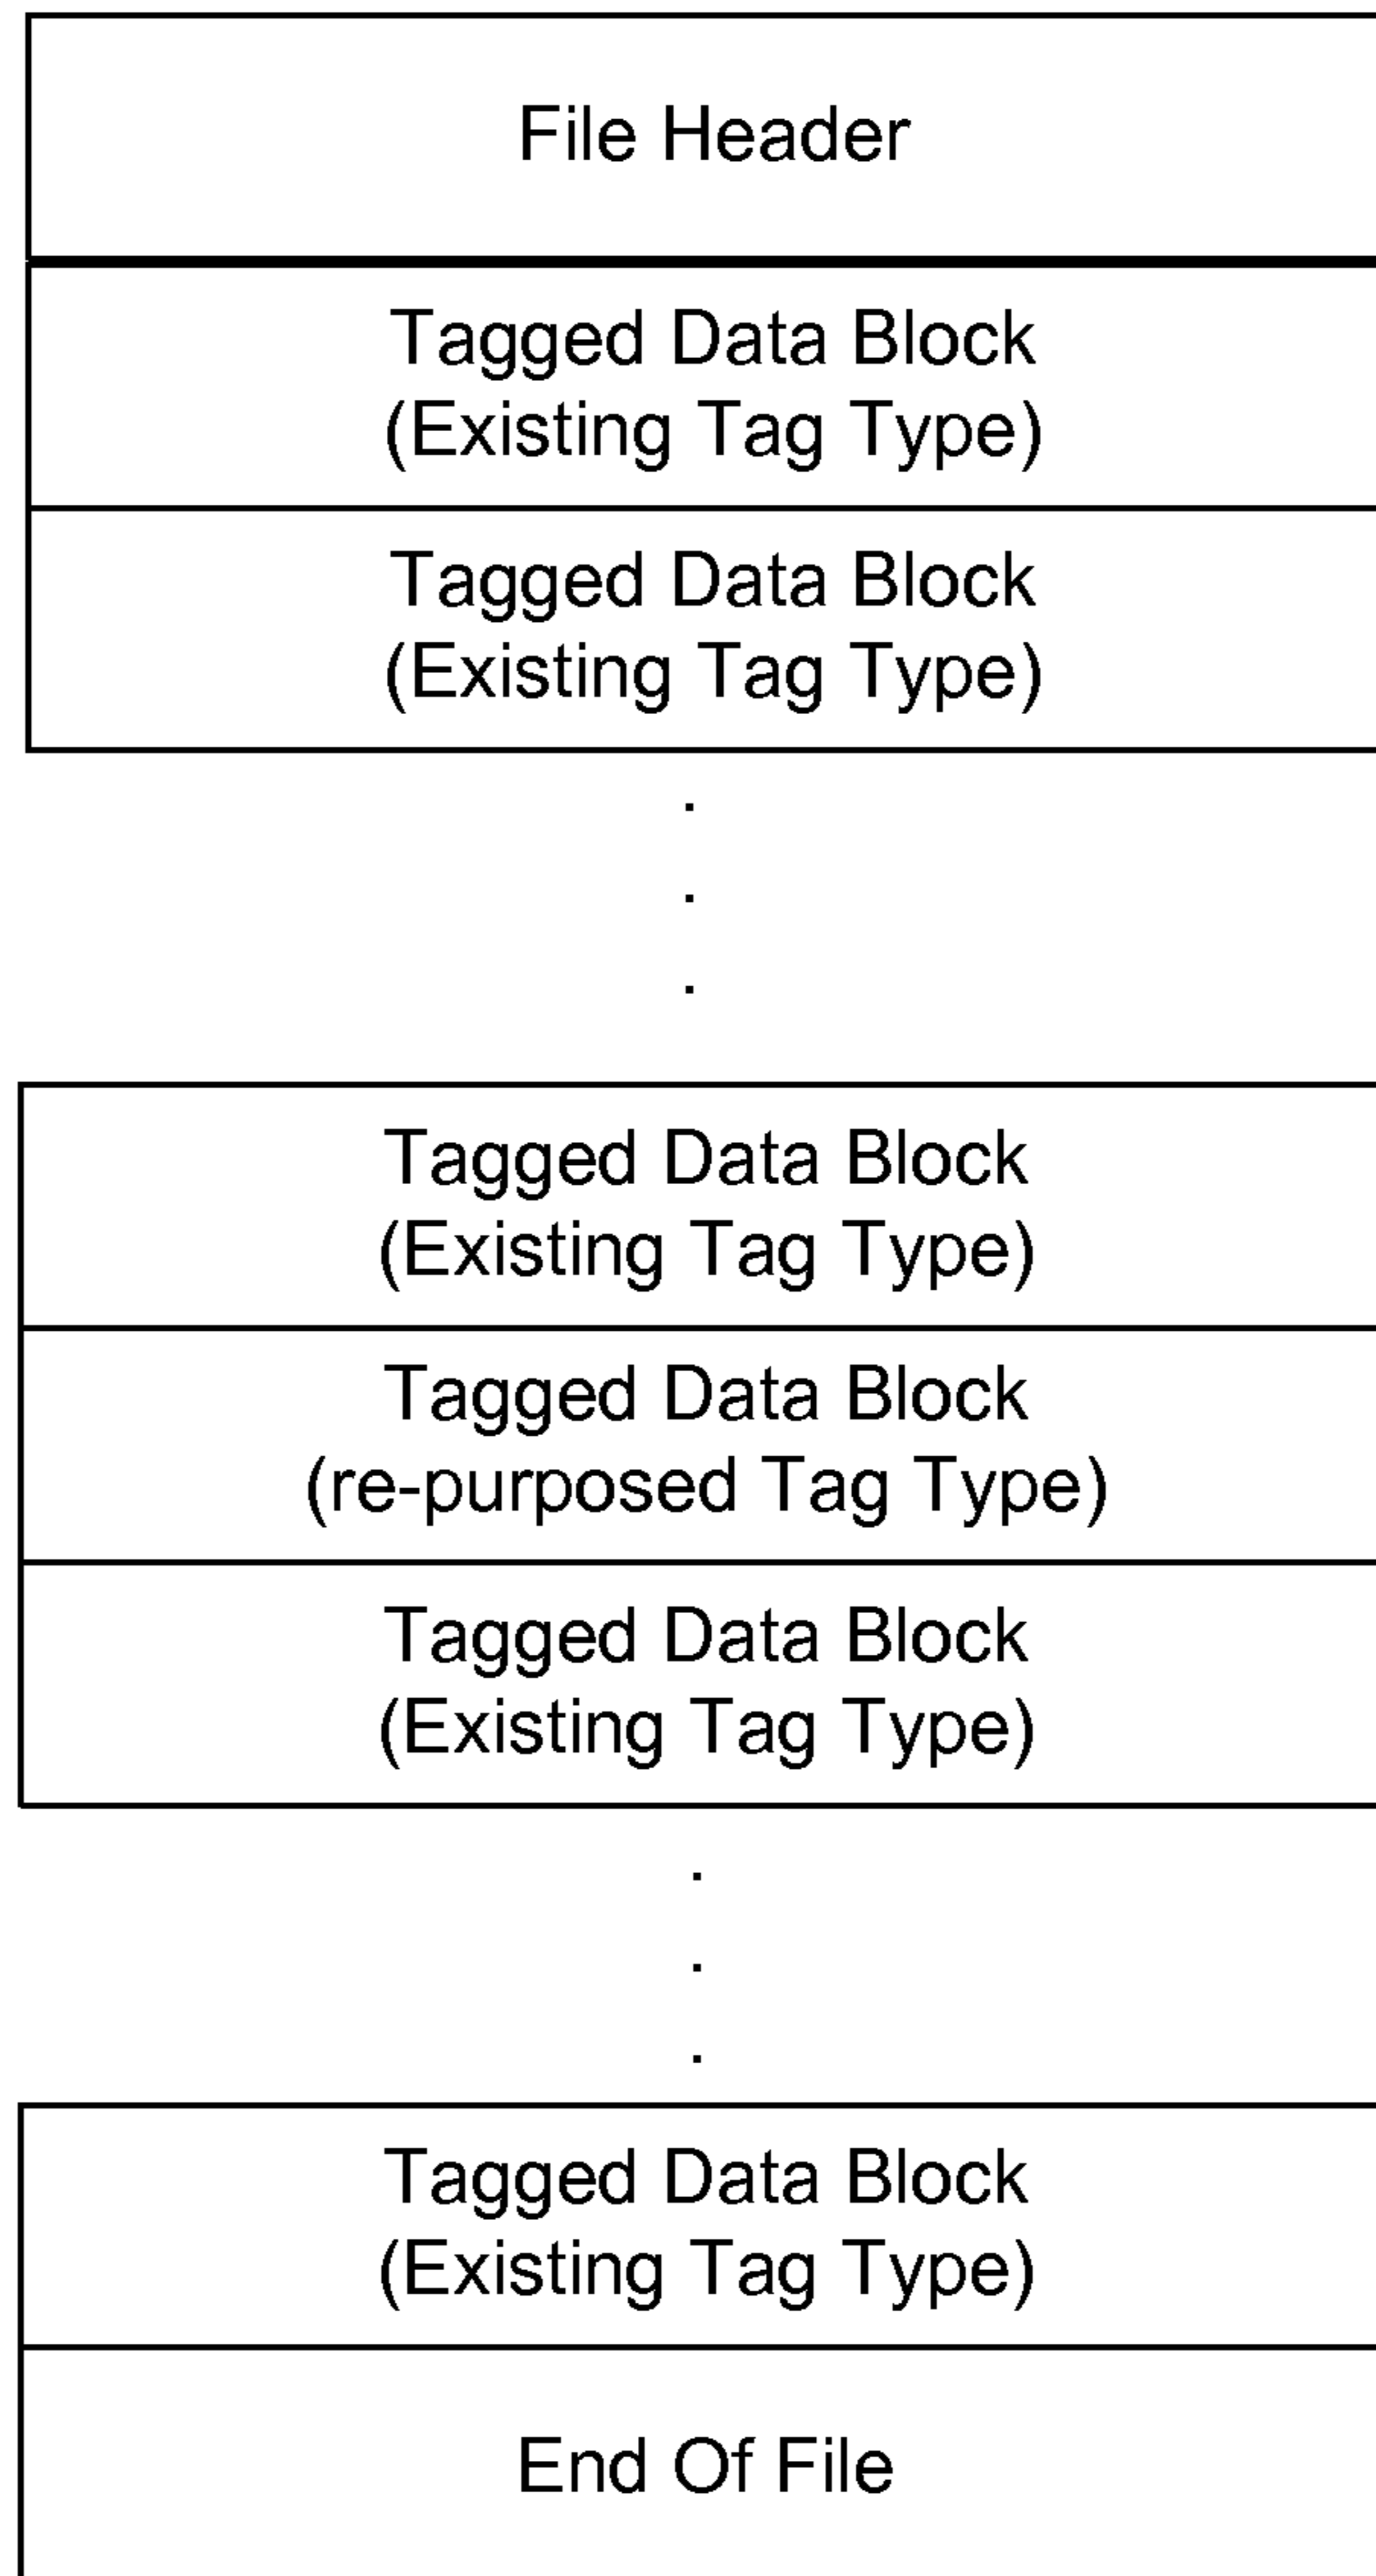 File Header
Tagged Data Block
(Existing Tag Type)
Tagged Data Block
(Existing Tag Type)
.
.
.
Tagged Data Block
(Existing Tag Type)
Tagged Data Block
(re-purposed Tag Type)
Tagged Data Block
(Existing Tag Type)
.
.
.
Tagged Data Block
(Existing Tag Type)
End Of File